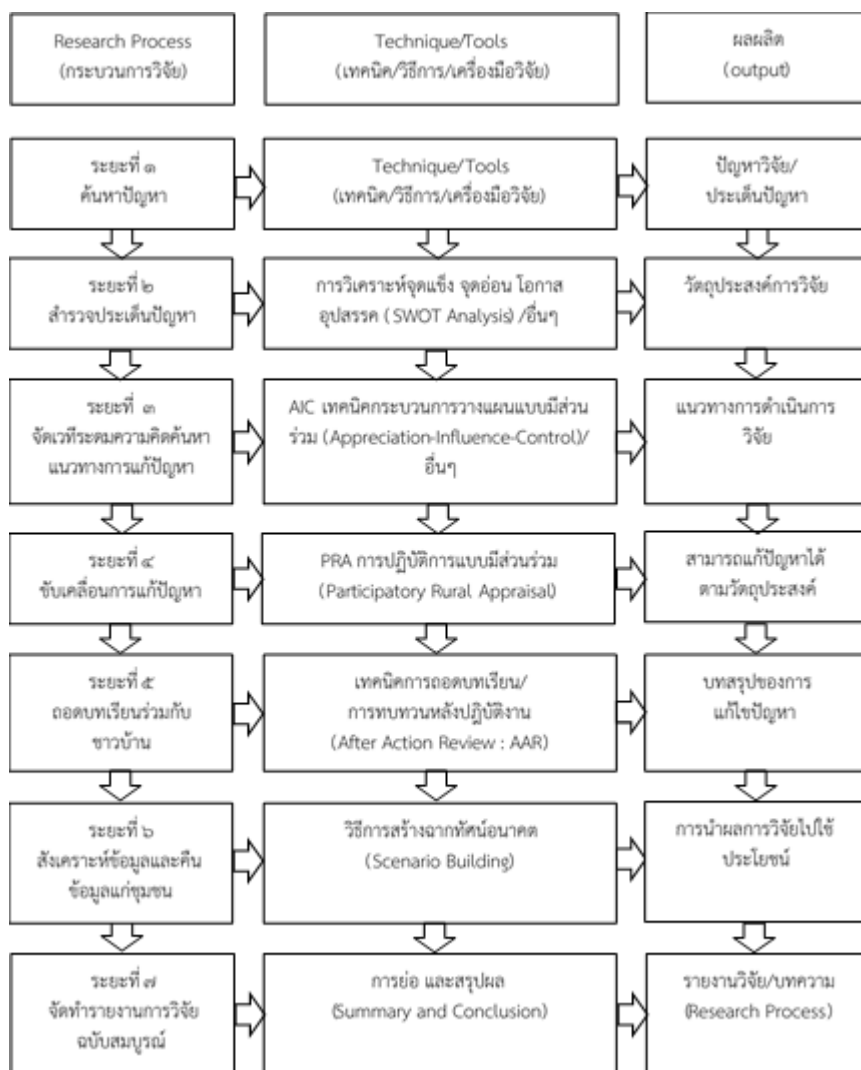 Research Process
(กระบวนการวิจัย)
Technique/Tools
(เทคนิค/วิธีการ/เครื่องมือวิจัย)
ผลผลิต
(output)
ระยะที่ ๑
ค้นหาปัญหา
Technique/Tools
(เทคนิค/วิธีการ/เครื่องมือวิจัย)
ปัญหาวิจัย/
ประเด็นปัญหา
ระยะที่ ๒
สำรวจประเด็นปัญหา
การวิเคราะห์จุดแข็ง จุดอ่อน โอกาส
อุปสรรค (SWOT Analysis) /อื่นๆ
วัตถุประสงค์การวิจัย
ระยะที่ ๓
จัดเวทีระดมความคิดค้นหา
แนวทางการแก้ปัญหา
AIC เทคนิคกระบวนการวางแผนแบบมีส่วน
ร่วม (Appreciation-Influence-Control)/
อื่นๆ
แนวทางการดำเนินการ
วิจัย
ระยะที่ ๔
ขับเคลื่อนการแก้ปัญหา
PRA การปฏิบัติการแบบมีส่วนร่วม
(Participatory Rural Appraisal)
สามารถแก้ปัญหาได้
ตามวัตถุประสงค์
ระยะที่ ๕
ถอดบทเรียนร่วมกับ
ชาวบ้าน
เทคนิคการถอดบทเรียน/
การทบทวนหลังปฏิบัติงาน
(After Action Review : AAR)
บทสรุปของการ
แก้ไขปัญหา
ระยะที่ ๖
สังเคราะห์ข้อมูลและคืน
ข้อมูลแก่ชุมชน
วิธีการสร้างฉากทัศน์อนาคต
(Scenario Building)
การนำผลการวิจัยไปใช้
ประโยชน์
ระยะที่ ๗
จัดทำรายงานการวิจัย
ฉบับสมบูรณ์
การย่อ และสรุปผล
(Summary and Conclusion)
รายงานวิจัย/บทความ
(Research Process)